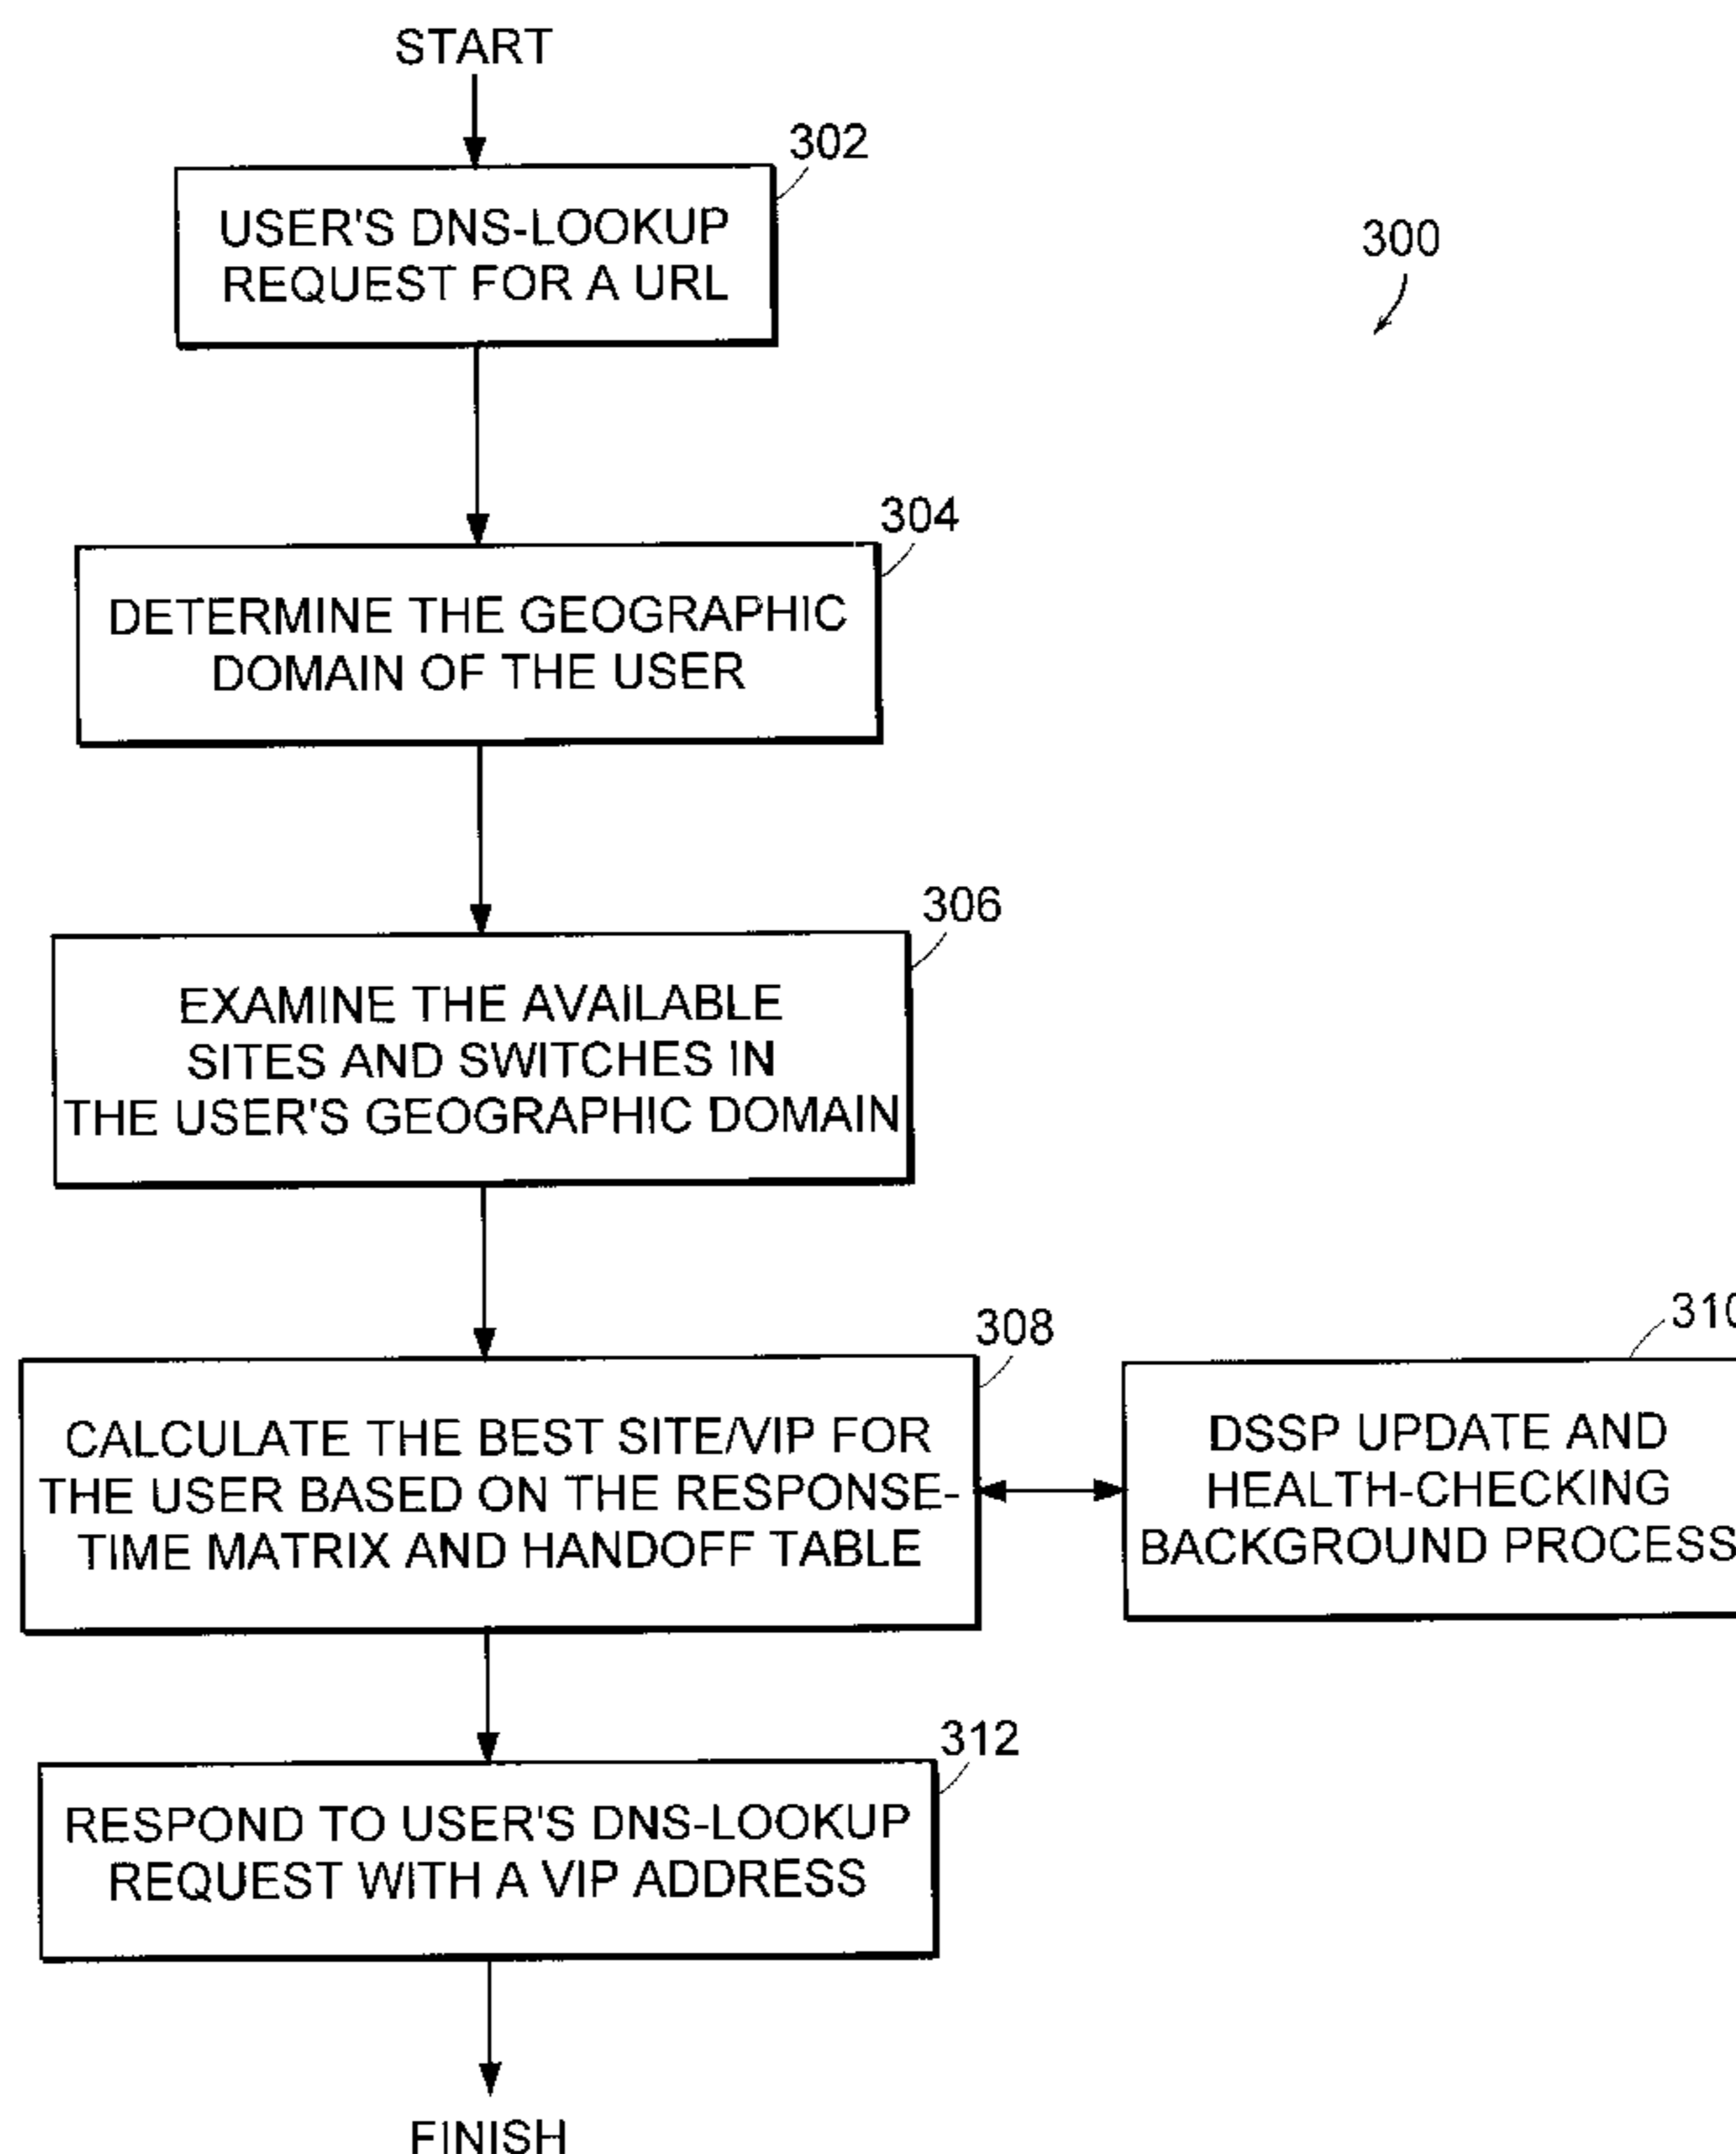 START
302
USER'S DNS-LOOKUP
REQUEST FOR A URL
300
304
DETERMINE THE GEOGRAPHIC
DOMAIN OF THE USER
306
EXAMINE THE AVAILABLE
SITES AND SWITCHES IN
THE USER'S GEOGRAPHIC DOMAIN
308
CALCULATE THE BEST SITE/VIP FOR
THE USER BASED ON THE RESPONSE-
TIME MATRIX AND HANDOFF TABLE
310
DSSP UPDATE AND
HEALTH-CHECKING
BACKGROUND PROCESS
312
RESPOND TO USER'S DNS-LOOKUP
REQUEST WITH A VIP ADDRESS
FINISH